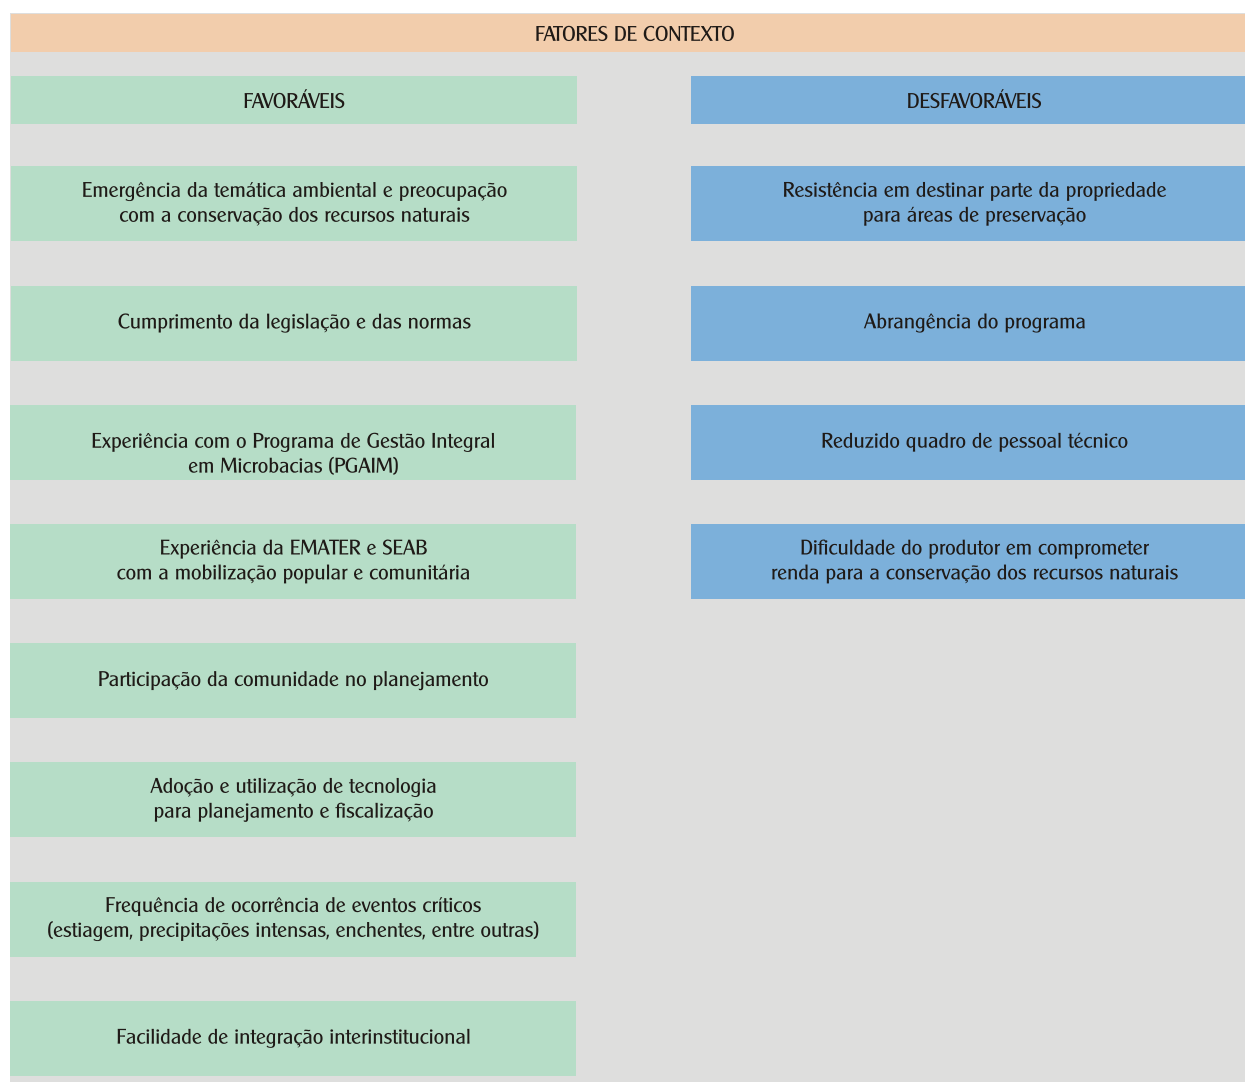 FATORES DE CONTEXTO
FAVORÁVEIS
Emergência da temática ambiental e preocupação
com a conservação dos recursos naturais
Cumprimento da legislação e das normas
Experiência com o Programa de Gestão Integral
em Microbacias (PGAIM)
Experiência da EMATER e SEAB
com a mobilização popular e comunitária
Participação da comunidade no planejamento
Adoção e utilização de tecnologia
para planejamento e fiscalização
Frequência de ocorrência de eventos críticos
(estiagem, precipitações intensas, enchentes, entre outras)
Facilidade de integração interinstitucional
DESFAVORÁVEIS
Resistência em destinar parte da propriedade
para áreas de preservação
Abrangência do programa
Reduzido quadro de pessoal técnico
Dificuldade do produtor em comprometer
renda para a conservação dos recursos naturais